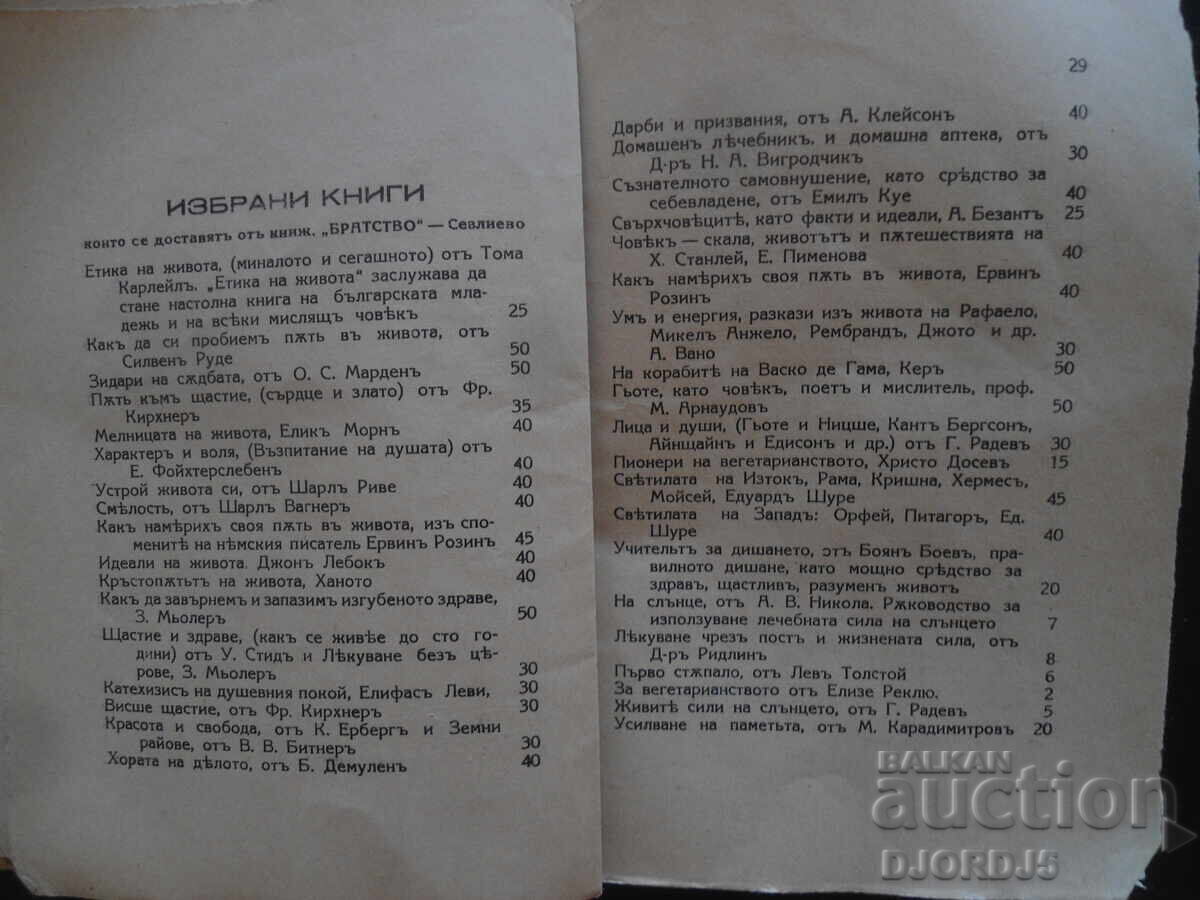 ИЗБРАНИ КНИГИ
които се доставятъ отъ книж. „БРАТСТВО“ — Севлиево
Етика на живота, (миналото и сегашното) отъ Тома
Карлейлъ. „Етика на живота“ заслужава да
стане настолна книга на българската мла-
дежь и на всѣки мислящъ човѣкъ 25
Какъ да си пробиемъ пѫть въ живота, отъ
Силвенъ Руде 50
Зидари на сѫдбата, отъ О. С. Марденъ 50
Пѫть къмъ щастие, (сърдце и злато) отъ Фр.
Кирхнеръ 35
Мелницата на живота, Еликъ Морнъ 40
Характеръ и воля, (Възпитание на душата) отъ
Е. Фойхтерслебенъ 40
Устрой живота си, отъ Шарлъ Риве 40
Смѣлость, отъ Шарлъ Вагнеръ 40
Какъ намѣрихъ своя пѫть въ живота, изъ спо-
менитѣ на нѣмския писатель Ервинъ Розинъ 45
Идеали на живота. Джонъ Лебокъ 40
Кръстопѫтьтъ на живота, Ханото 40
Какъ да завърнемъ и запазимъ изгубеното здраве,
З. Мьолеръ 50
Щастие и здраве, (какъ се живѣе до сто го-
дини) отъ У. Стидъ и Лѣкуване безъ цѣ-
рове, З. Мьолеръ 30
Катехизисъ на душевния покой, Елифасъ Леви, 30
Висше щастие, отъ Фр. Кирхнеръ 30
Красота и свобода, отъ К. Ербергъ и Земни
райове, отъ В. В. Битнеръ 30
Хората на дѣлото, отъ Б. Демуленъ 40
29
Дарби и призвания, отъ А. Клейсонъ 40
Домашенъ лѣчебникъ, и домашна аптека, отъ
Д-ръ Н. А. Вигродчикъ 30
Съзнателното самовнушение, като срѣдство за
себевладене, отъ Емилъ Куе 40
Свърхчовѣцитѣ, като факти и идеали, А. Безантъ 25
Човѣкъ — скала, животътъ и пѫтешествията на
Х. Станлей, Е. Пименова 40
Какъ намѣрихъ своя пѫть въ живота, Ервинъ
Розинъ 40
Умъ и енергия, разкази изъ живота на Рафаело,
Микелъ Анжело, Рембрандъ, Джото и др.
А. Вано 30
На корабитѣ на Васко де Гама, Керъ 50
Гьоте, като човѣкъ, поетъ и мислитель, проф.
М. Арнаудовъ 50
Лица и души, (Гьоте и Ницше, Кантъ Бергсонъ,
Айнщайнъ и Едисонъ и др.) отъ Г. Радевъ 30
Пионери на вегетарианството, Христо Досевъ 15
Свѣтилата на Изтокъ, Рама, Кришна, Хермесъ,
Мойсей, Едуардъ Шуре 45
Свѣтилата на Западъ: Орфей, Питагоръ, Ед.
Шуре 40
Учительтъ за дишането, этъ Боянъ Боевъ, пра-
вилното дишане, като мощно срѣдство за
здравъ, щастливъ, разуменъ животъ 20
На слънце, отъ А. В. Никола. Рѫководство за
използуване лечебната сила на слънцето 7
Лѣкуване чрезъ постъ и жизнената сила, отъ
Д-ръ Ридлинъ 8
Първо стѫпало, отъ Левъ Толстой 6
За вегетарианството отъ Елизе Реклю. 2
Живитѣ сили на слънцето, отъ Г. Радевъ 5
Усилване на паметьта, отъ М. Карадимитровъ 20
BALKAN
auction
DJORDJ5